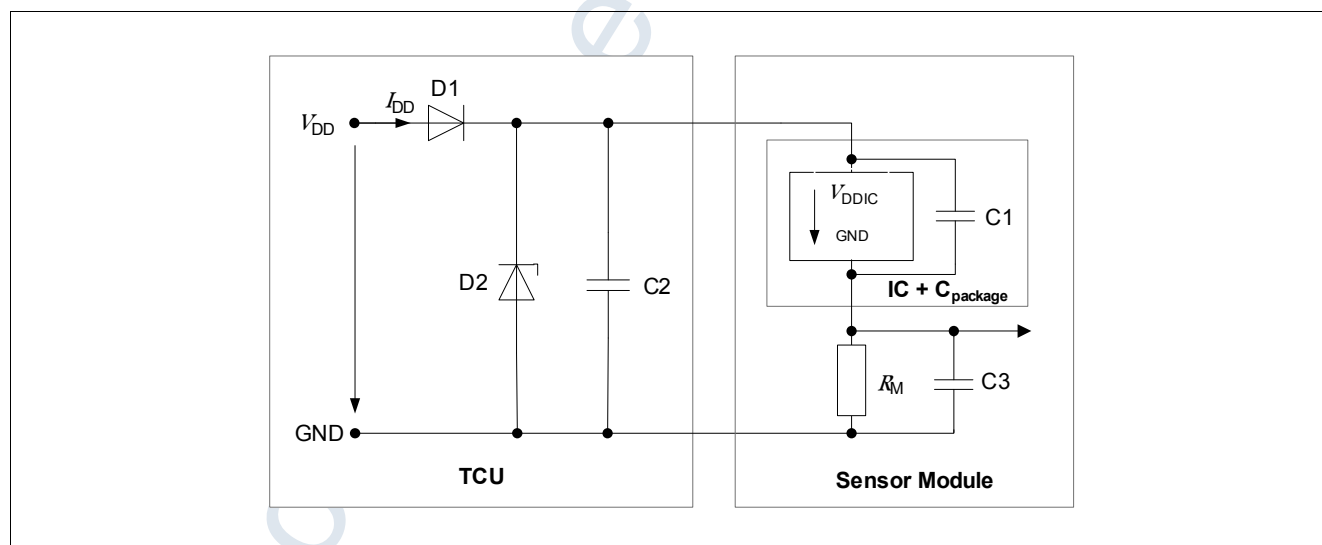 D1
I_DD
V_DD
V_DDIC
C1
GND
D2
C2
IC + C_package
R_M
C3
GND
TCU
Sensor Module